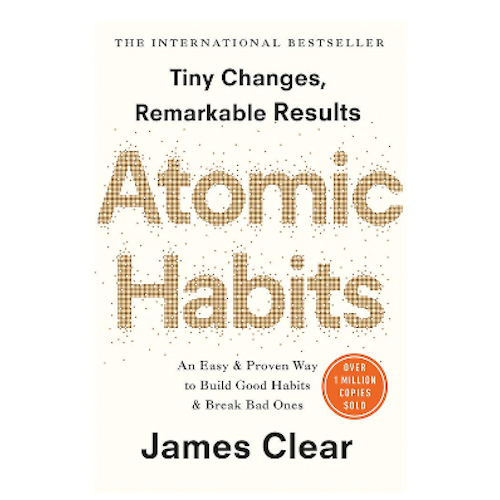 THE INTERNATIONAL BESTSELLER
Tiny Changes,
Remarkable Results
Atomic
Habits
An Easy & Proven Way
to Build Good Habits
& Break Bad Ones
OVER
1 MILLION
COPIES
SOLD
James Clear